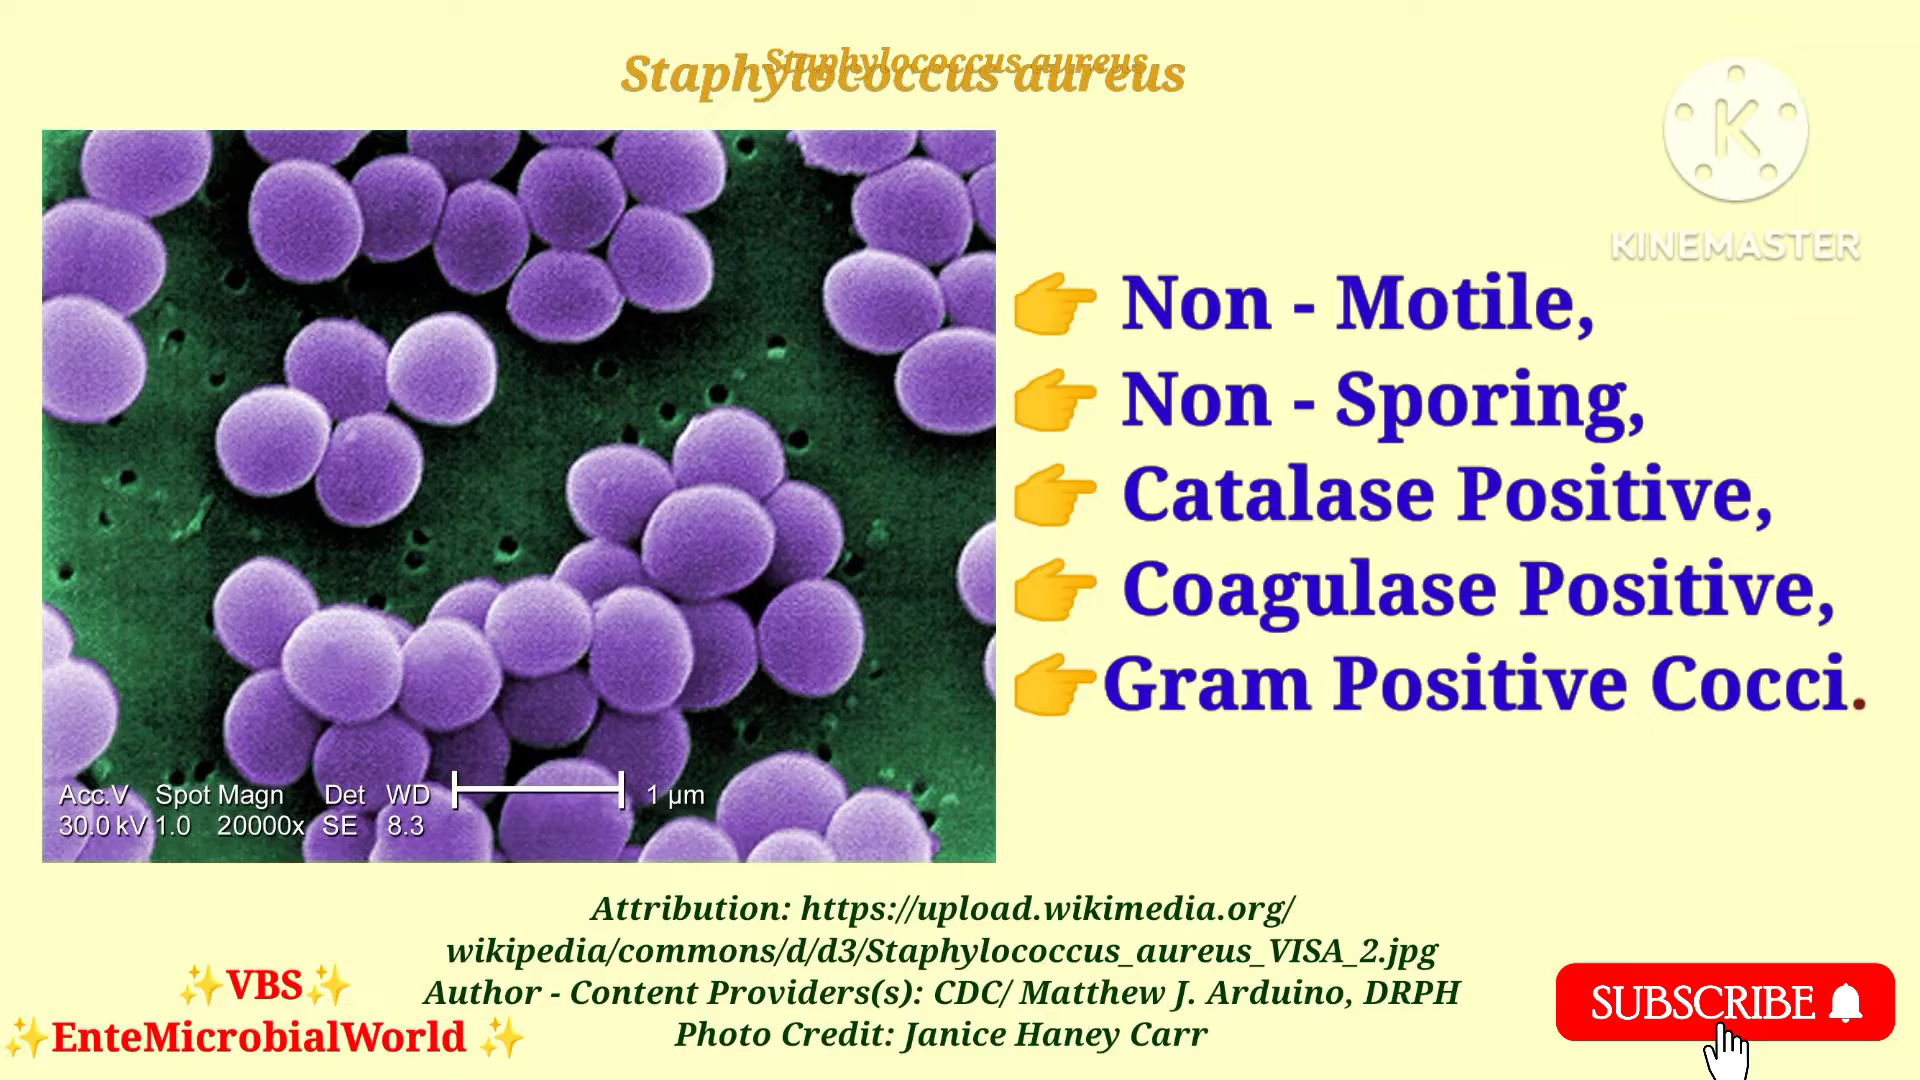 Staphylococcus aureus
Staphylococcus aureus
K
KINEMASTER
👉 Non - Motile,
👉 Non - Sporing,
👉 Catalase Positive,
👉 Coagulase Positive,
👉Gram Positive Cocci.
Acc.V Spot Magn Det WD
30.0 kV 1.0 20000x SE 8.3
1 µm
Attribution: https://upload.wikimedia.org/
wikipedia/commons/d/d3/Staphylococcus_aureus_VISA_2.jpg
Author - Content Providers(s): CDC/ Matthew J. Arduino, DRPH
Photo Credit: Janice Haney Carr
✨VBS✨
✨EnteMicrobialWorld ✨
SUBSCRIBE